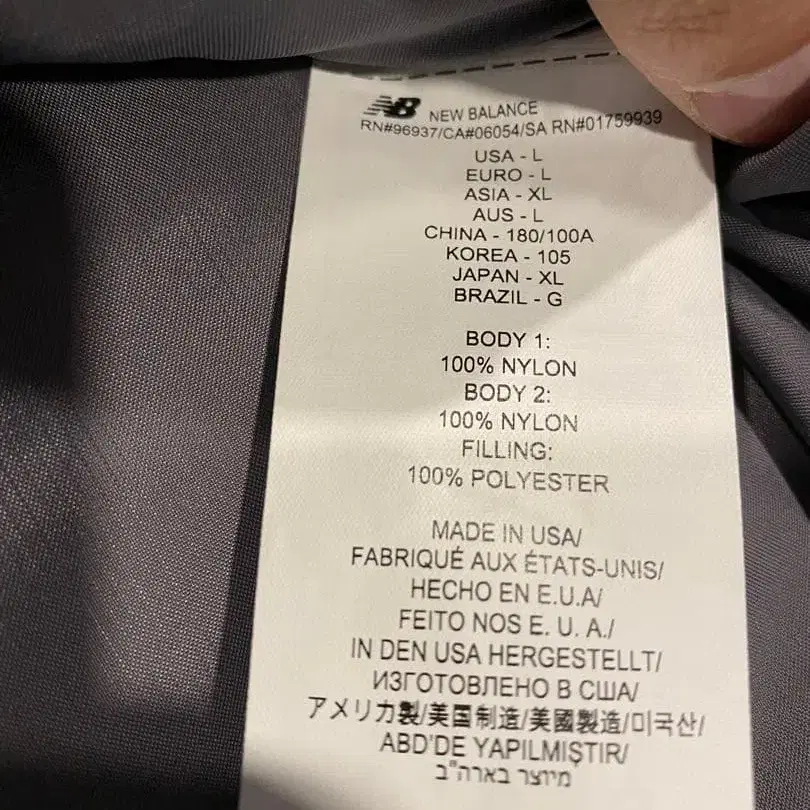 NB NEW BALANCE
RN#96937/CA#06054/SA RN#01759939
USA - L
EURO - L
ASIA - XL
AUS - L
CHINA - 180/100A
KOREA - 105
JAPAN - XL
BRAZIL - G
BODY 1:
100% NYLON
BODY 2:
100% NYLON
FILLING:
100% POLYESTER
MADE IN USA/
FABRIQUÉ AUX ÉTATS-UNIS/
HECHO EN E.U.A/
FEITO NOS E. U. A./
IN DEN USA HERGESTELLT/
ИЗГОТОВЛЕНО В США/
アメリカ製/美国制造/美國製造/미국산/
ABD'DE YAPILMIŞTIR/
מיוצר בארה"ב